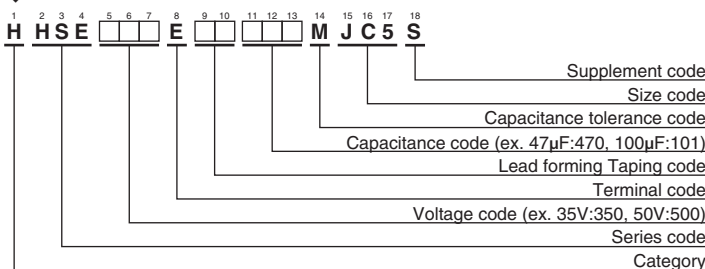 1 2 3 4 5 6 7 8 9 10 11 12 13 14 15 16 17 18
H HSE □□□ E □□ □□□ M JC5 S
Supplement code
Size code
Capacitance tolerance code
Capacitance code (ex. 47µF:470, 100µF:101)
Lead forming Taping code
Terminal code
Voltage code (ex. 35V:350, 50V:500)
Series code
Category